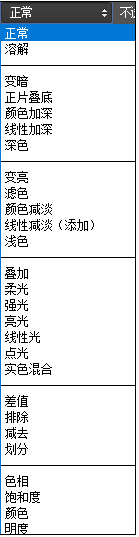 正常 不透
正常
溶解
变暗
正片叠底
颜色加深
线性加深
深色
变亮
滤色
颜色减淡
线性减淡（添加）
浅色
叠加
柔光
强光
亮光
线性光
点光
实色混合
差值
排除
减去
划分
色相
饱和度
颜色
明度